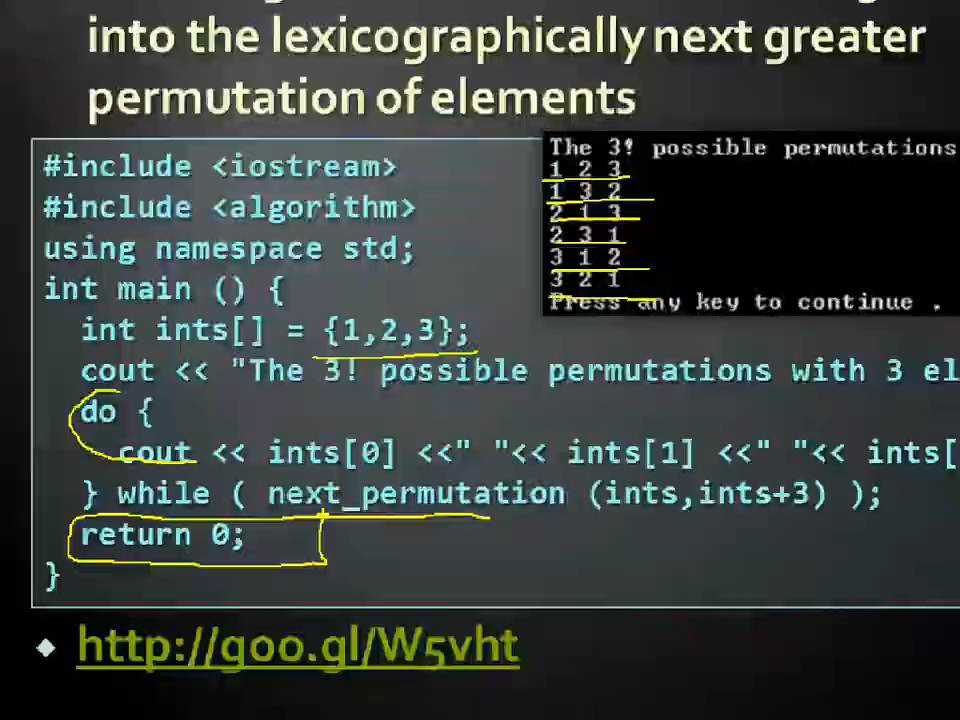 into the lexicographically next greater
permutation of elements
#include <iostream>
#include <algorithm>
using namespace std;
int main () {
int ints[] = {1,2,3};
cout << "The 3! possible permutations with 3 el
do {
cout << ints[0] <<" "<< ints[1] <<" "<< ints[
} while ( next_permutation (ints,ints+3) );
return 0;
}
The 3! possible permutations
1 2 3
1 3 2
2 1 3
2 3 1
3 1 2
3 2 1
Press any key to continue .
http://goo.gl/W5vht